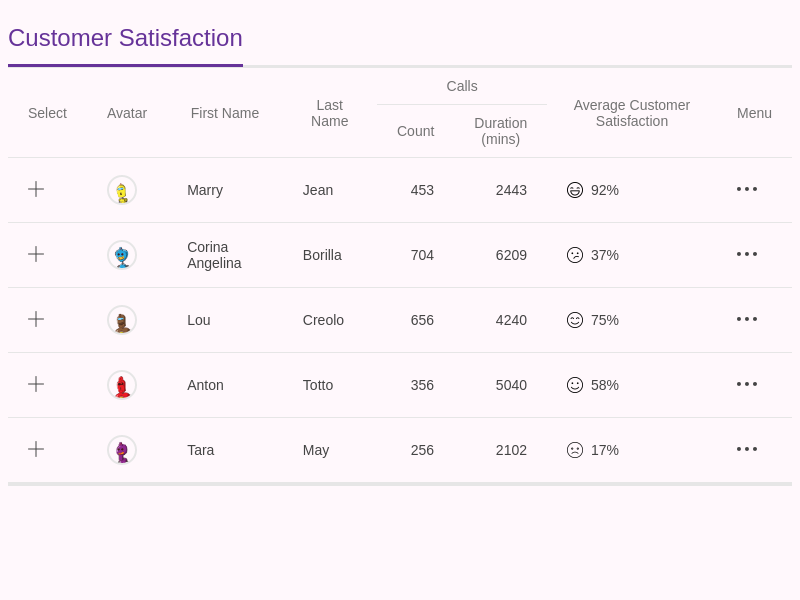 Customer Satisfaction
Calls
Select
Avatar
First Name
Last
Name
Count
Duration
(mins)
Average Customer
Satisfaction
Menu
Marry Jean 453 2443 92%
Corina
Angelina
Borilla 704 6209 37%
Lou Creolo 656 4240 75%
Anton Totto 356 5040 58%
Tara May 256 2102 17%